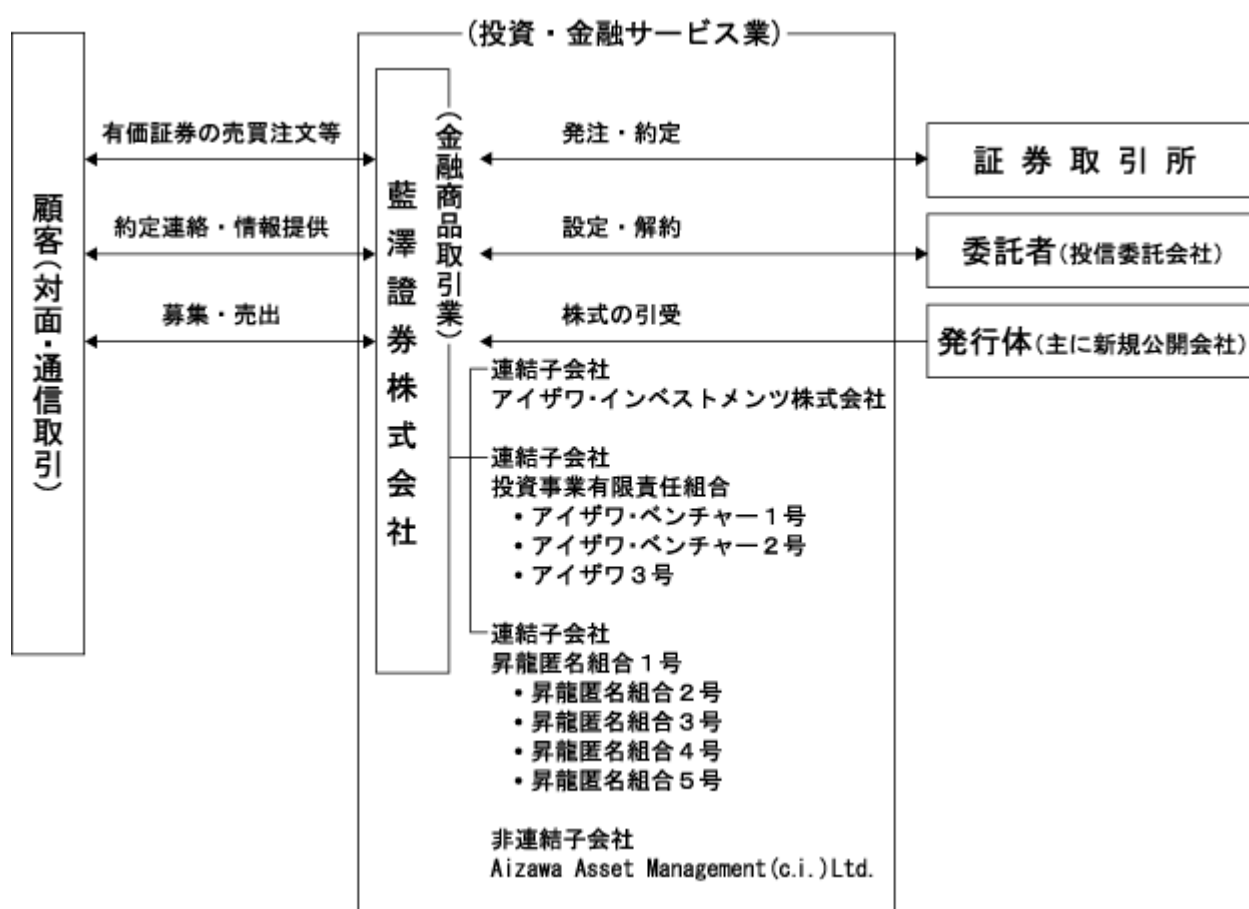 (投資・金融サービス業)
顧客(対面・通信取引)
有価証券の売買注文等
約定連絡・情報提供
募集・売出
藍澤證券株式会社
(金融商品取引業)
発注・約定
設定・解約
株式の引受
証券取引所
委託者(投信委託会社)
発行体(主に新規公開会社)
連結子会社
アイザワ・インベストメンツ株式会社
連結子会社
投資事業有限責任組合
・アイザワ・ベンチャー1号
・アイザワ・ベンチャー2号
・アイザワ3号
連結子会社
昇龍匿名組合1号
・昇龍匿名組合2号
・昇龍匿名組合3号
・昇龍匿名組合4号
・昇龍匿名組合5号
非連結子会社
Aizawa Asset Management(c.i.)Ltd.